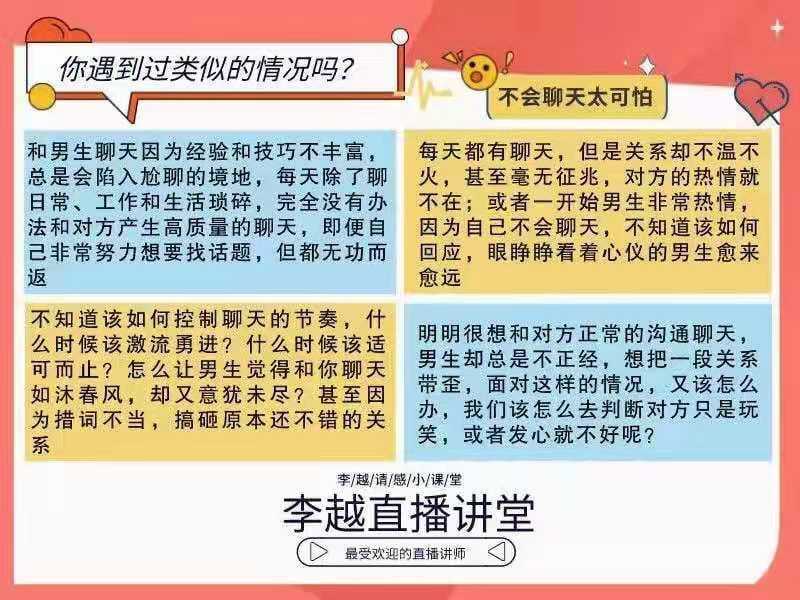 你遇到过类似的情况吗？
不会聊天太可怕
和男生聊天因为经验和技巧不丰富，
总是会陷入尬聊的境地，每天除了聊
日常、工作和生活琐碎，完全没有办
法和对方产生高质量的聊天，即便自
己非常努力想要找话题，但都无功而
返
每天都有聊天，但是关系却不温不
火，甚至毫无征兆，对方的热情就
不在；或者一开始男生非常热情，
因为自己不会聊天，不知道该如何
回应，眼睁睁看着心仪的男生愈来
愈远
不知道该如何控制聊天的节奏，什
么时候该激流勇进？什么时候该适
可而止？怎么让男生觉得和你聊天
如沐春风，却又意犹未尽？甚至因
为措词不当，搞砸原本还不错的关
系
明明很想和对方正常的沟通聊天，
男生却总是不正经，想把一段关系
带歪，面对这样的情况，又该怎么
办，我们该怎么去判断对方只是玩
笑，或者发心就不好呢？
李/越/请/感/小/课/堂
李越直播讲堂
最受欢迎的直播讲师